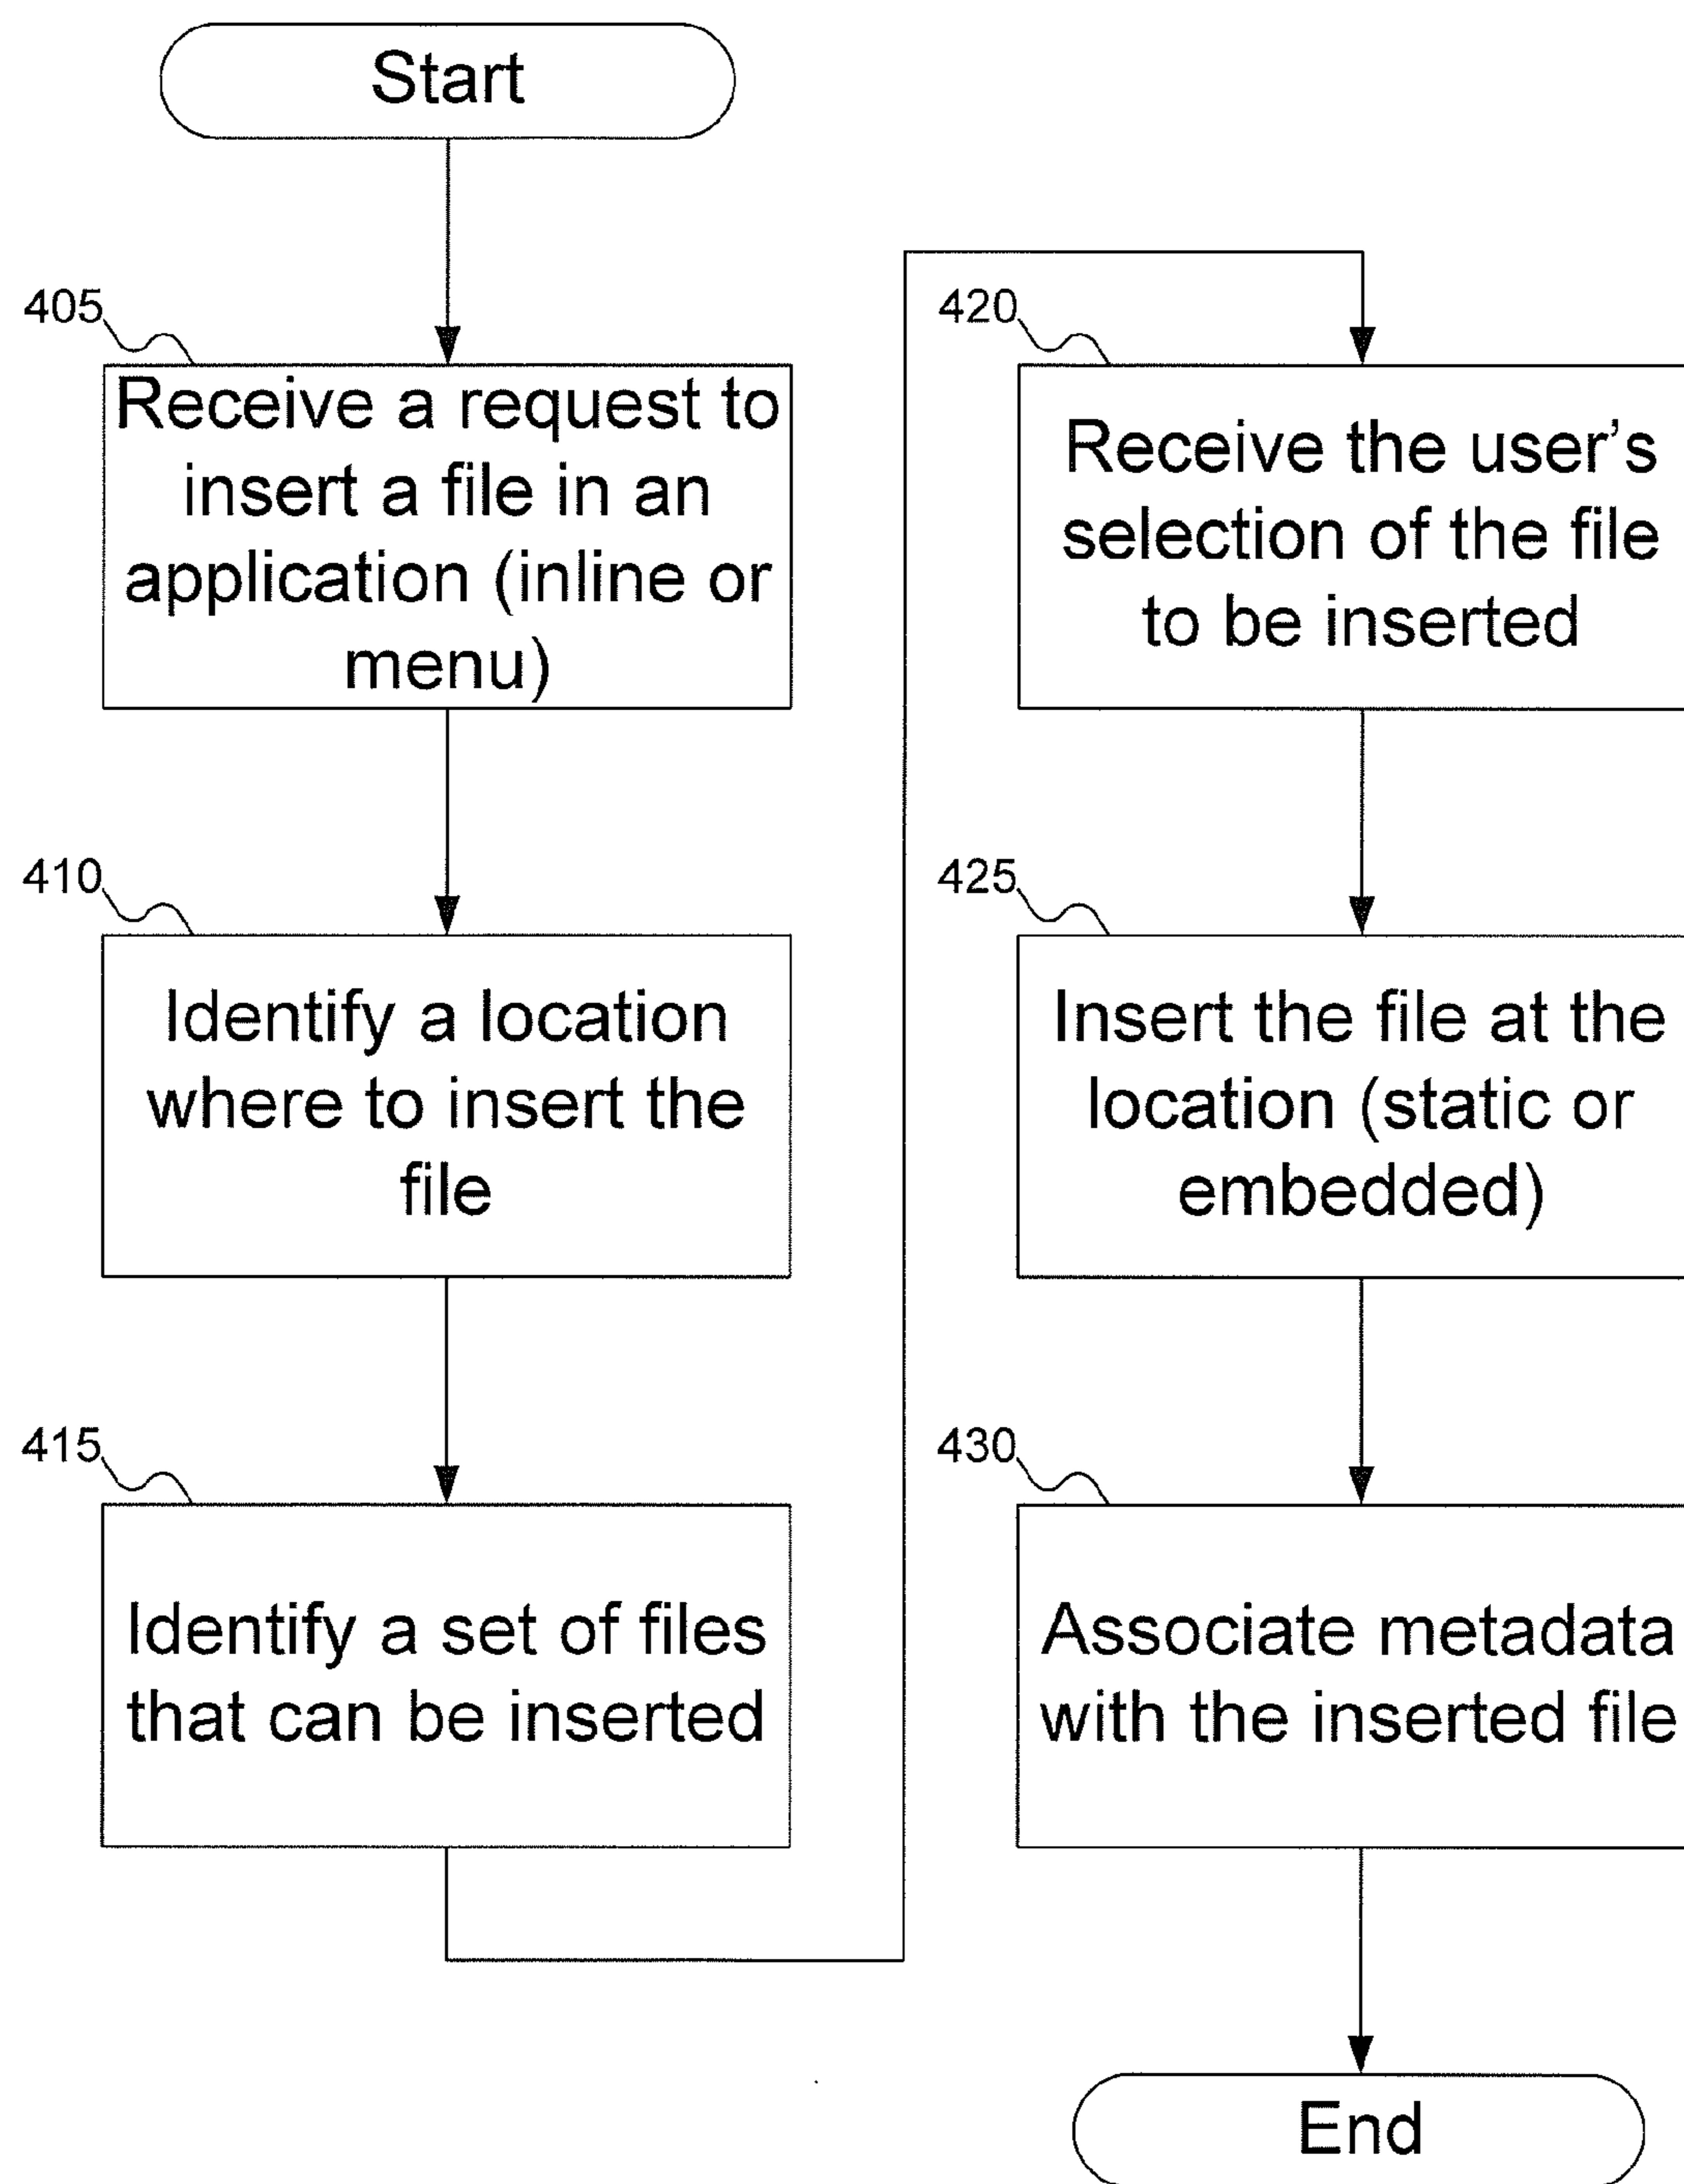 Start
405
Receive a request to
insert a file in an
application (inline or
menu)
410
Identify a location
where to insert the
file
415
Identify a set of files
that can be inserted
420
Receive the user’s
selection of the file
to be inserted
425
Insert the file at the
location (static or
embedded)
430
Associate metadata
with the inserted file
End